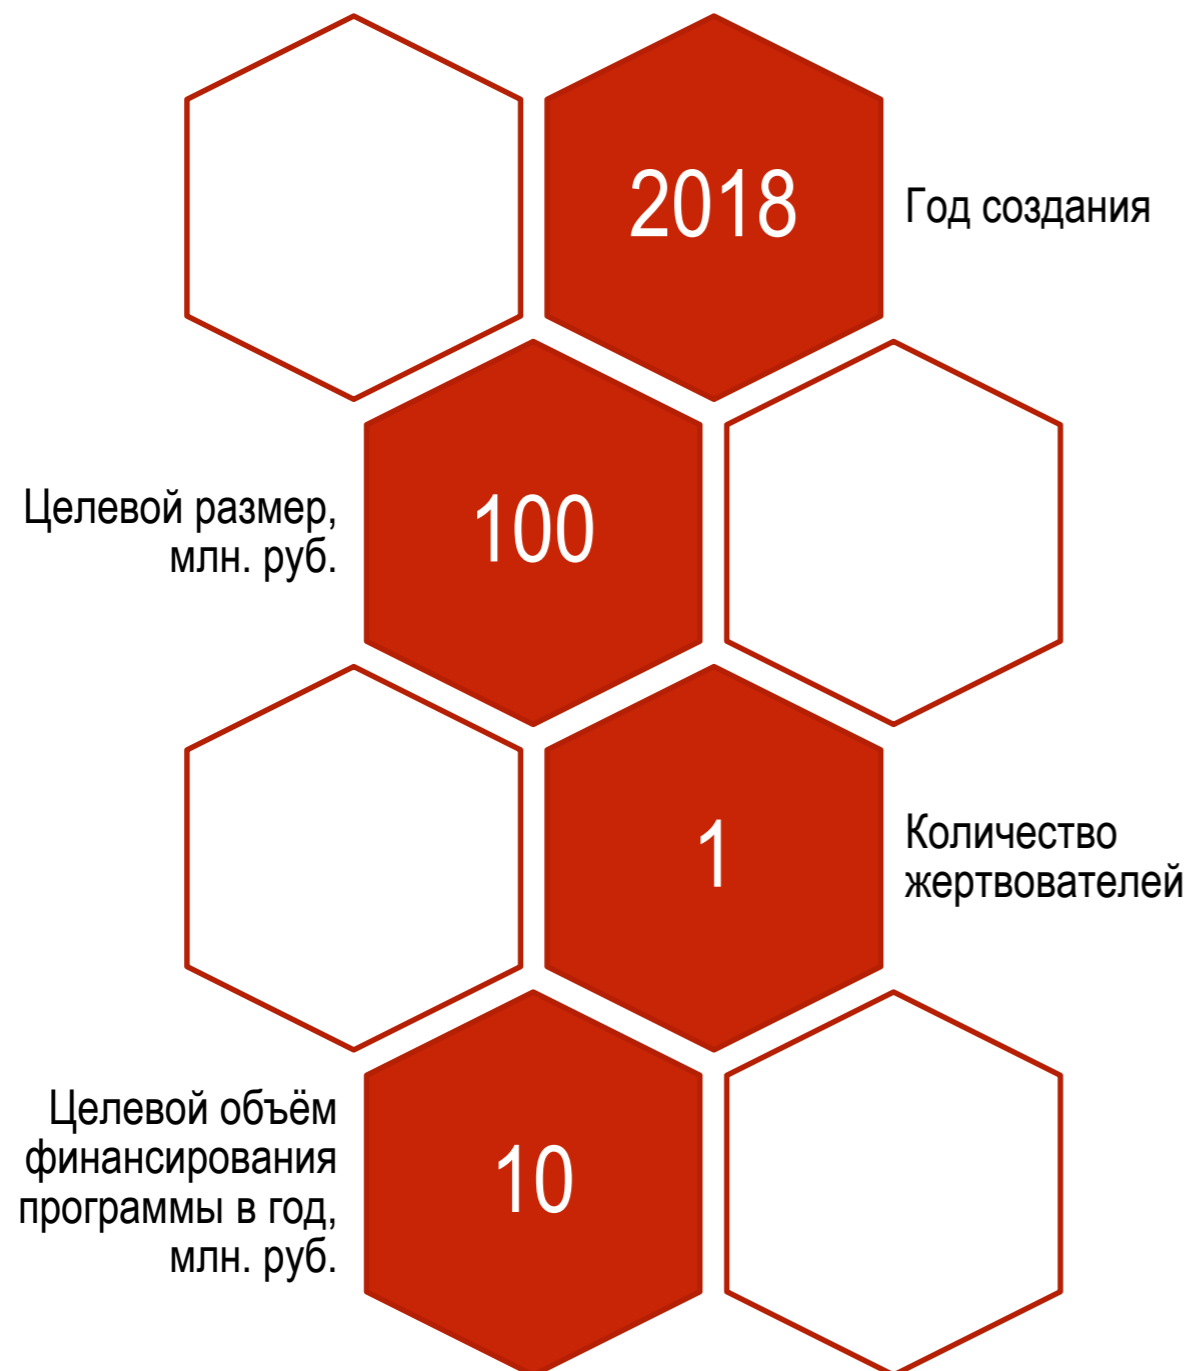 2018
Год создания
Целевой размер,
млн. руб.
100
1
Количество
жертвователей
Целевой объём
финансирования
программы в год,
млн. руб.
10